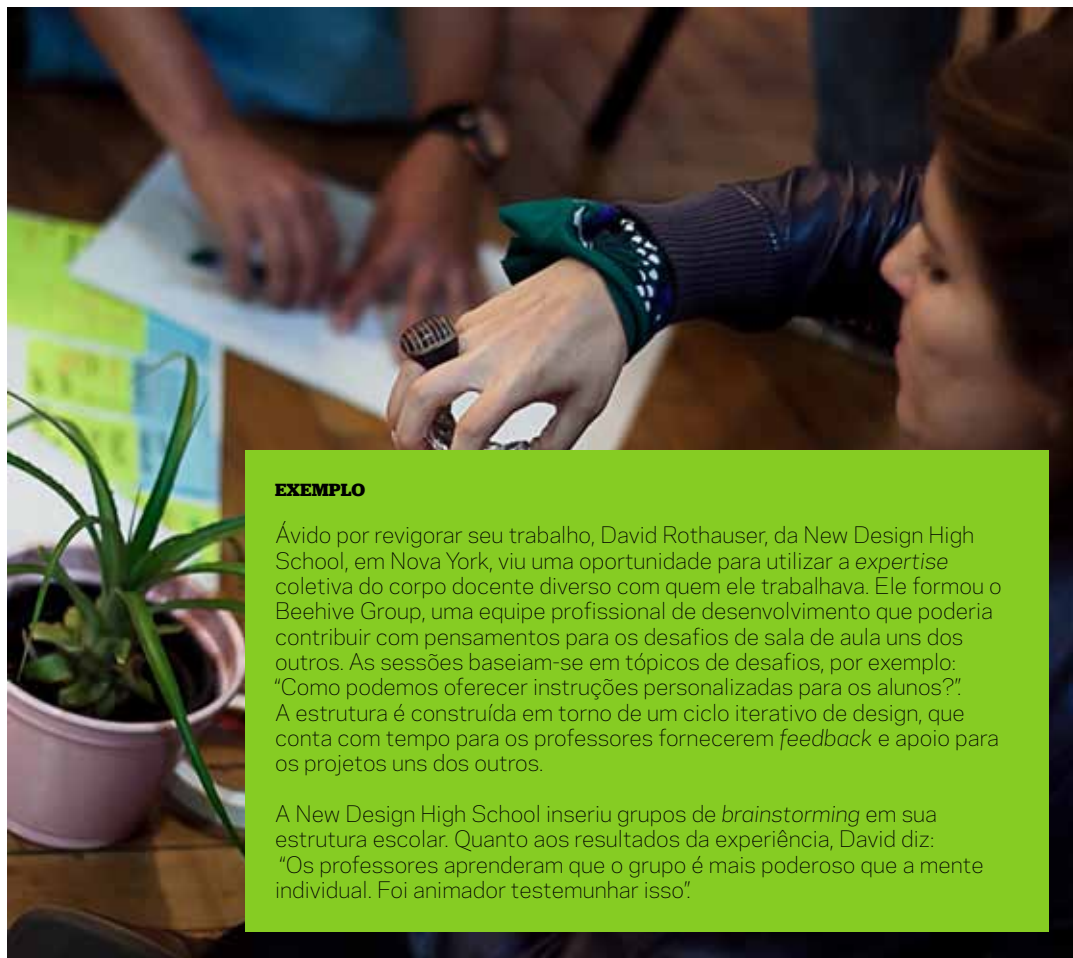 EXEMPLO
Ávido por revigorar seu trabalho, David Rothauser, da New Design High
School, em Nova York, viu uma oportunidade para utilizar a expertise
coletiva do corpo docente diverso com quem ele trabalhava. Ele formou o
Beehive Group, uma equipe profissional de desenvolvimento que poderia
contribuir com pensamentos para os desafios de sala de aula uns dos
outros. As sessões baseiam-se em tópicos de desafios, por exemplo:
“Como podemos oferecer instruções personalizadas para os alunos?”.
A estrutura é construída em torno de um ciclo iterativo de design, que
conta com tempo para os professores fornecerem feedback e apoio para
os projetos uns dos outros.
A New Design High School inseriu grupos de brainstorming em sua
estrutura escolar. Quanto aos resultados da experiência, David diz:
“Os professores aprenderam que o grupo é mais poderoso que a mente
individual. Foi animador testemunhar isso”.